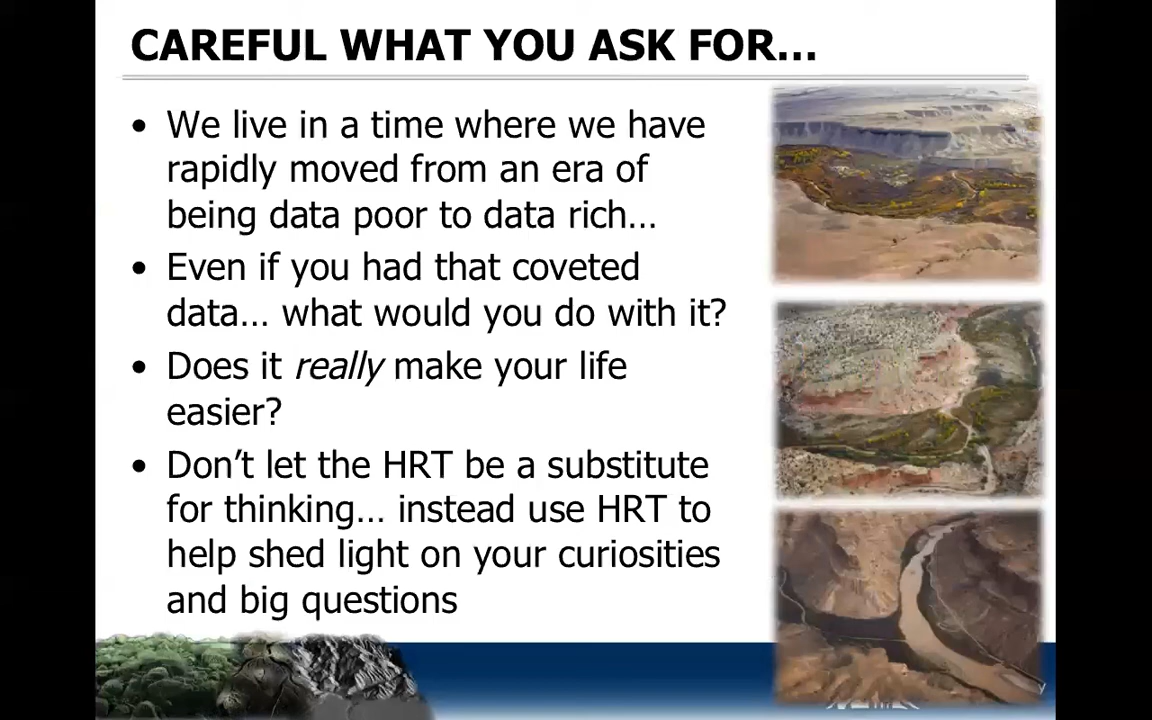 CAREFUL WHAT YOU ASK FOR…
• We live in a time where we have
rapidly moved from an era of
being data poor to data rich…
• Even if you had that coveted
data… what would you do with it?
• Does it really make your life
easier?
• Don’t let the HRT be a substitute
for thinking… instead use HRT to
help shed light on your curiosities
and big questions